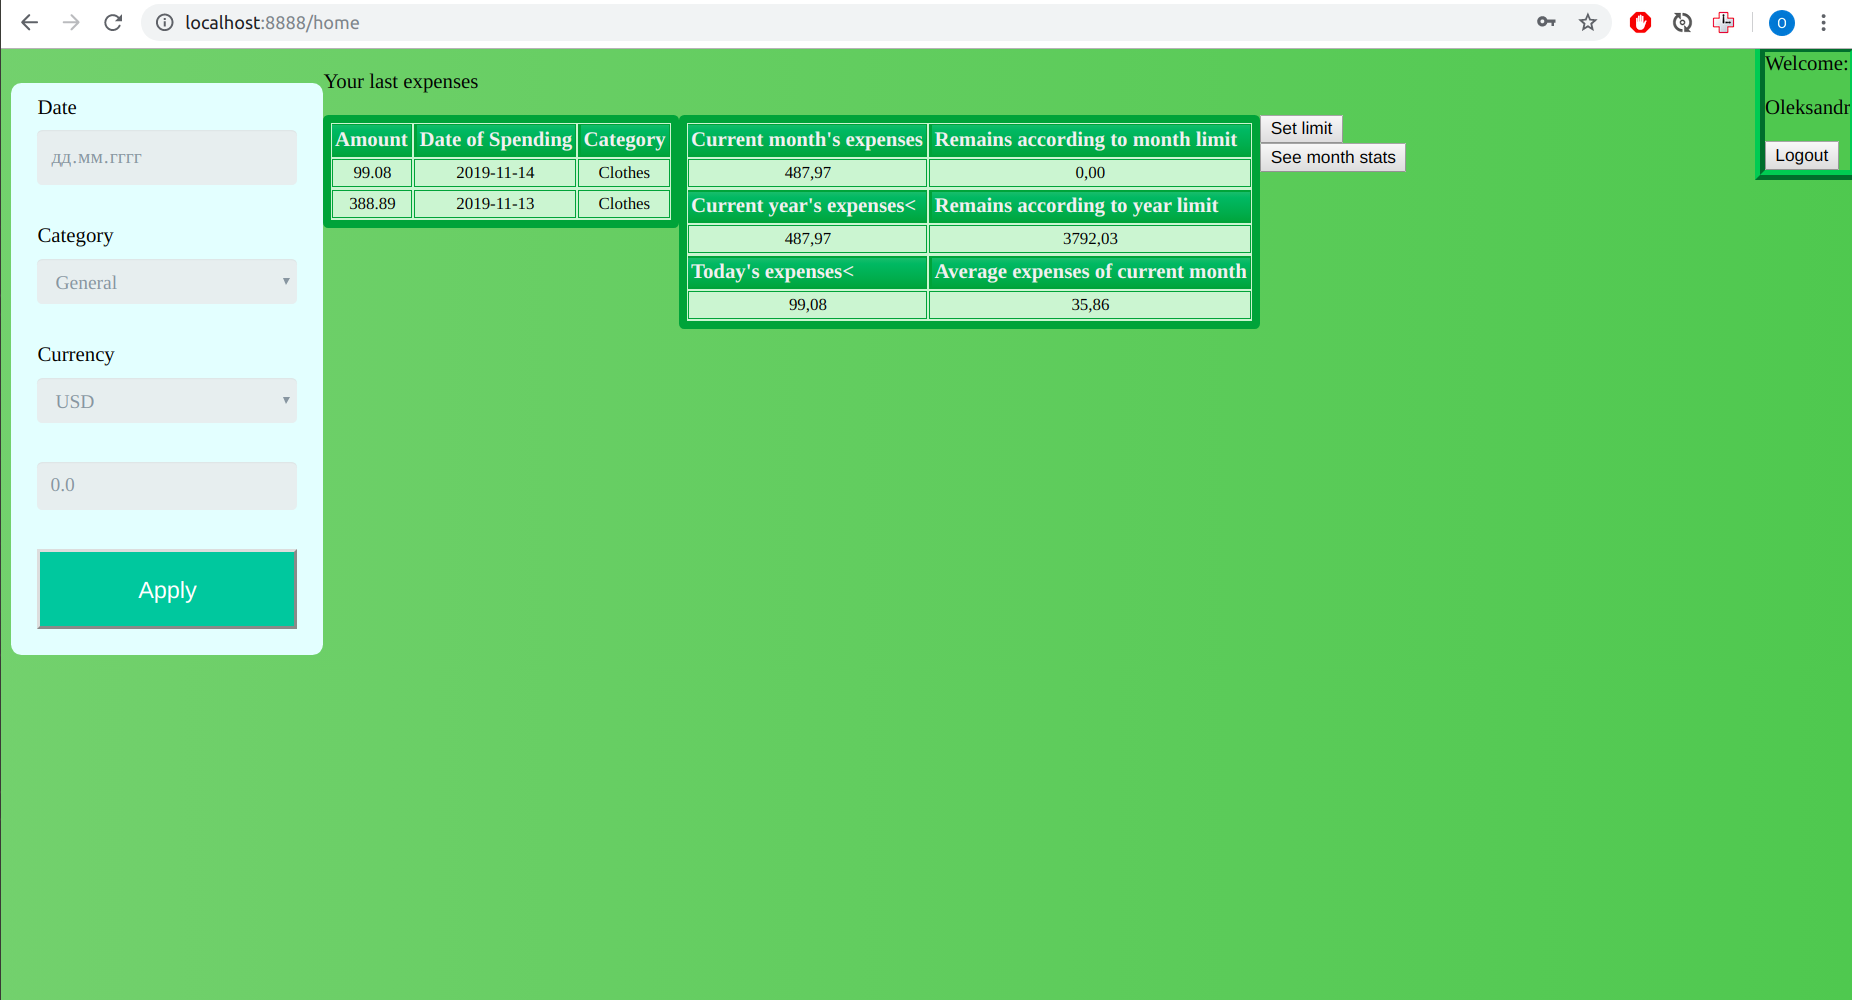 localhost:8888/home
O
Welcome:
Oleksandr
Logout
Date
дд.мм.гггг
Category
General
Currency
USD
0.0
Apply
Your last expenses
Amount Date of Spending Category
99.08 2019-11-14 Clothes
388.89 2019-11-13 Clothes
Current month's expenses Remains according to month limit
487,97 0,00
Current year's expenses< Remains according to year limit
487,97 3792,03
Today's expenses< Average expenses of current month
99,08 35,86
Set limit
See month stats